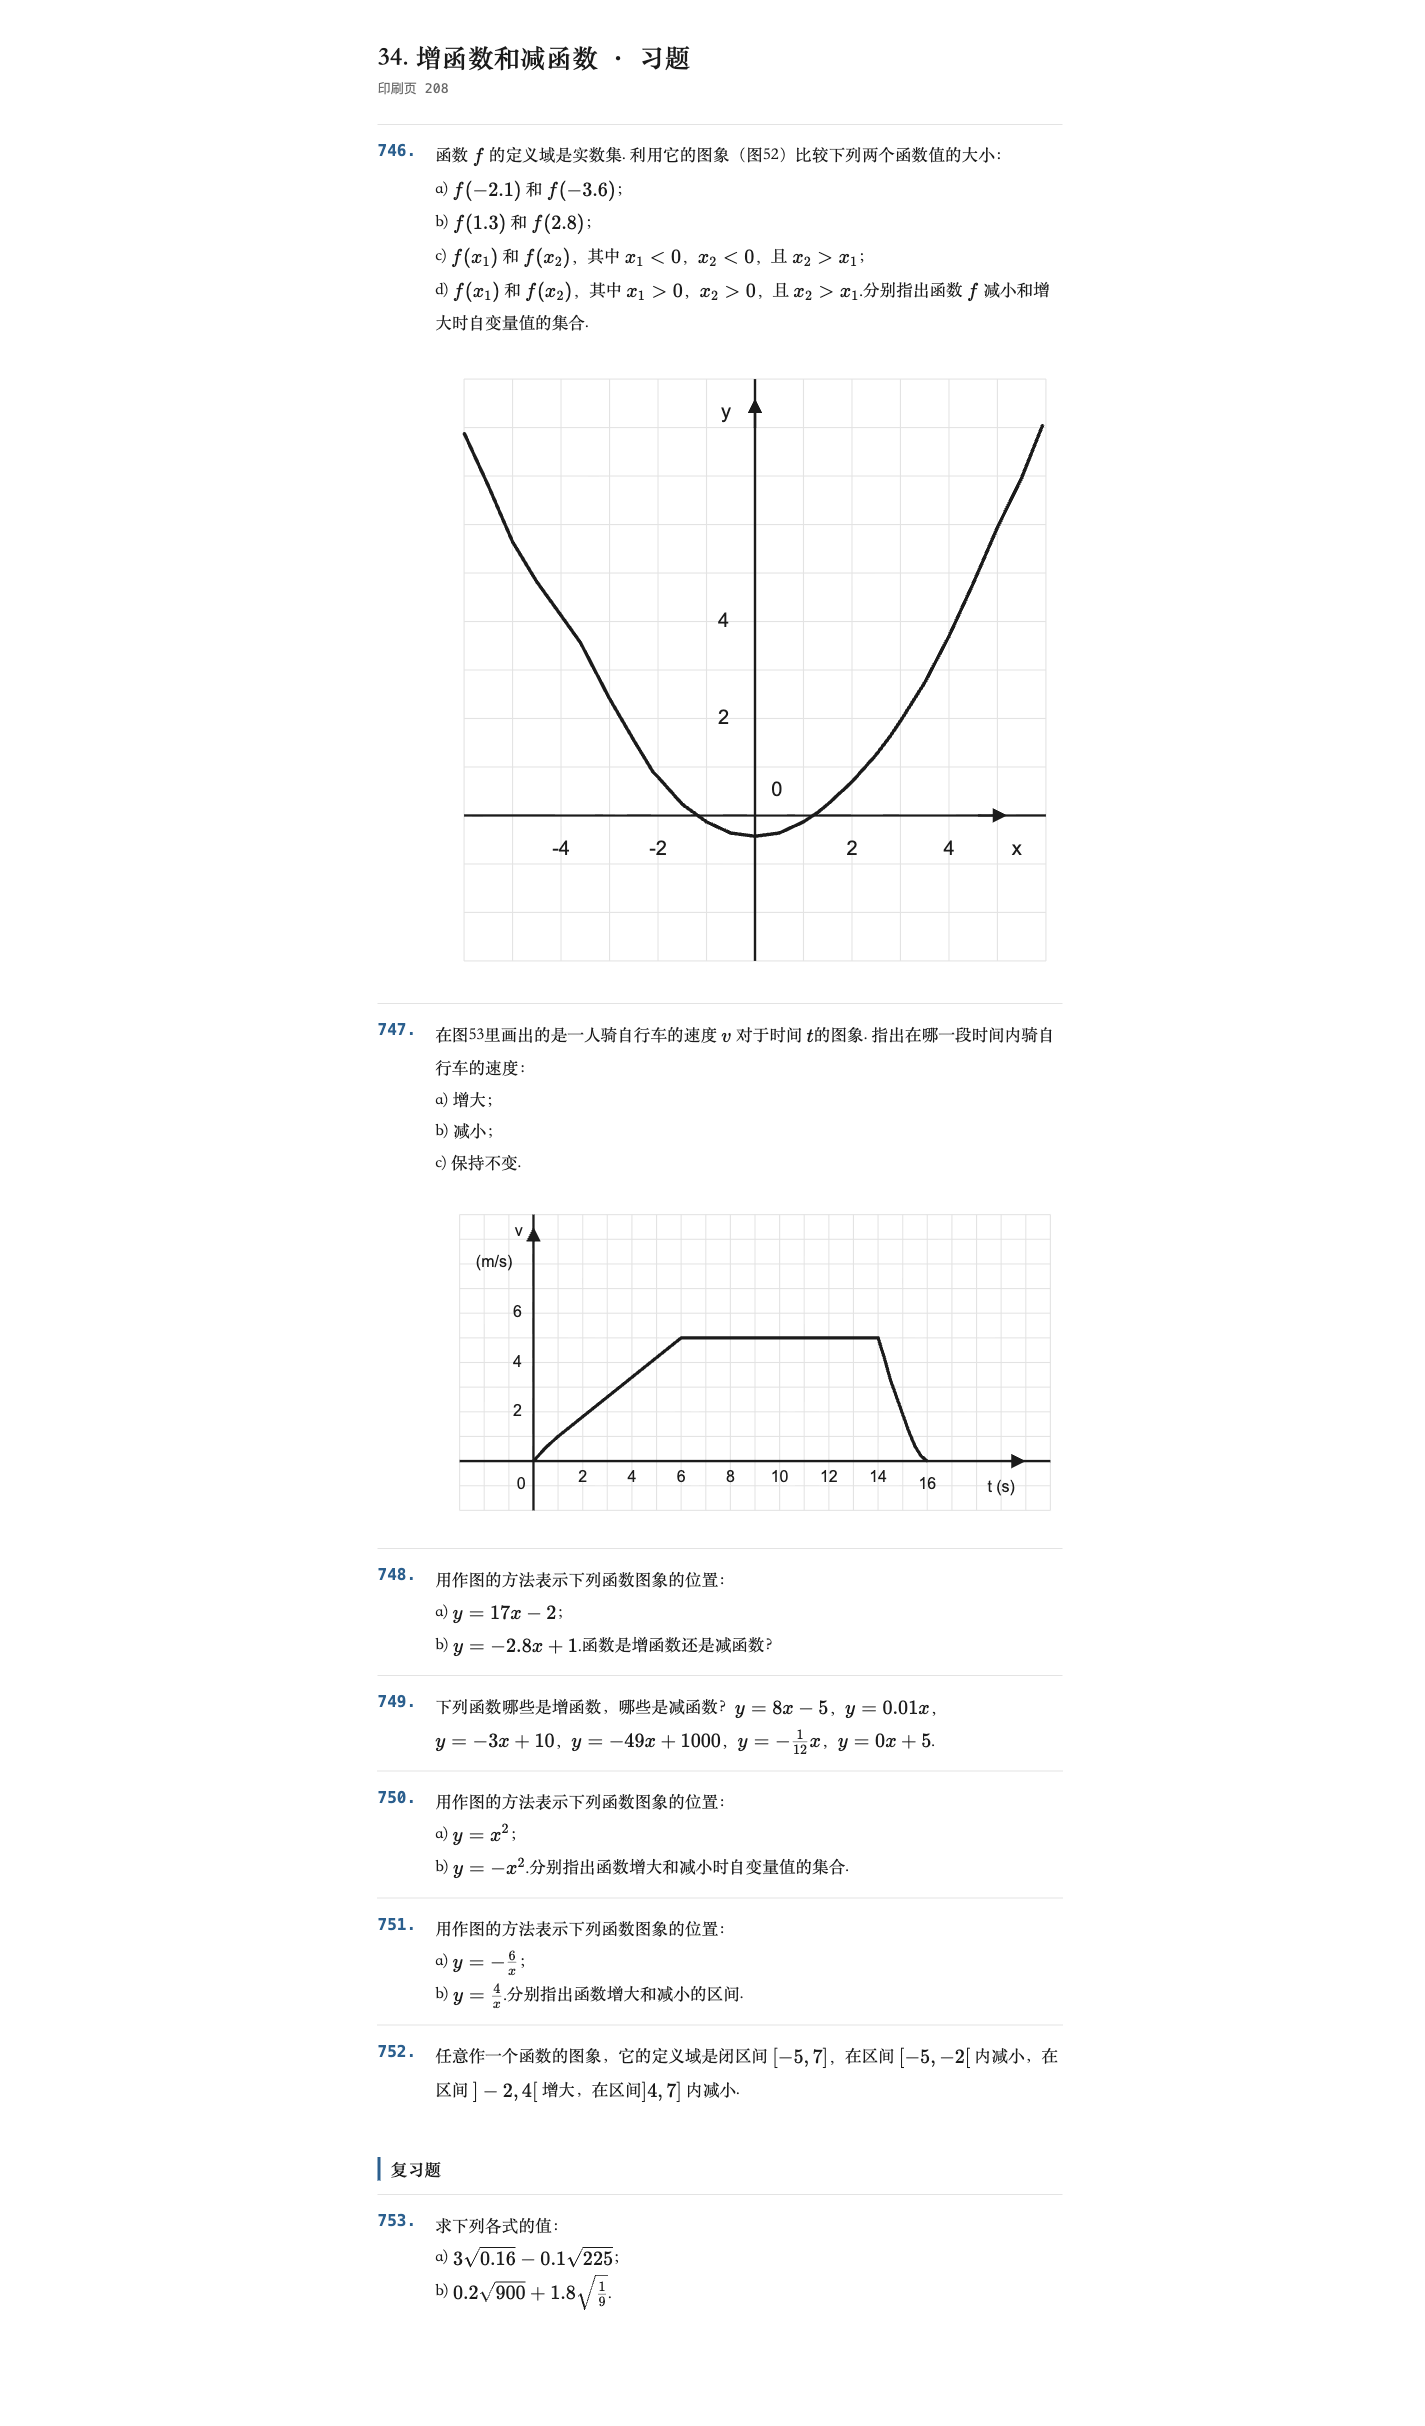 34. 增函数和减函数 · 习题
印刷页 208
746. 函数 f 的定义域是实数集. 利用它的图象（图52）比较下列两个函数值的大小：
a) f(−2.1) 和 f(−3.6)；
b) f(1.3) 和 f(2.8)；
c) f(x₁) 和 f(x₂)，其中 x₁ < 0，x₂ < 0，且 x₂ > x₁；
d) f(x₁) 和 f(x₂)，其中 x₁ > 0，x₂ > 0，且 x₂ > x₁.分别指出函数 f 减小和增
大时自变量值的集合.
y
4
2
0
-4 -2 2 4 x
747. 在图53里画出的是一人骑自行车的速度 v 对于时间 t的图象. 指出在哪一段时间内骑自
行车的速度：
a) 增大；
b) 减小；
c) 保持不变.
v
(m/s)
6
4
2
0 2 4 6 8 10 12 14 16 t (s)
748. 用作图的方法表示下列函数图象的位置：
a) y = 17x − 2；
b) y = −2.8x + 1.函数是增函数还是减函数？
749. 下列函数哪些是增函数，哪些是减函数？y = 8x − 5，y = 0.01x，
y = −3x + 10，y = −49x + 1000，y = −1/12 x，y = 0x + 5.
750. 用作图的方法表示下列函数图象的位置：
a) y = x²；
b) y = −x².分别指出函数增大和减小时自变量值的集合.
751. 用作图的方法表示下列函数图象的位置：
a) y = −6/x；
b) y = 4/x.分别指出函数增大和减小的区间.
752. 任意作一个函数的图象，它的定义域是闭区间 [−5, 7]，在区间 [−5, −2[ 内减小，在
区间 ] − 2, 4[ 增大，在区间]4, 7] 内减小.
复习题
753. 求下列各式的值：
a) 3√0.16 − 0.1√225；
b) 0.2√900 + 1.8√(1/9).